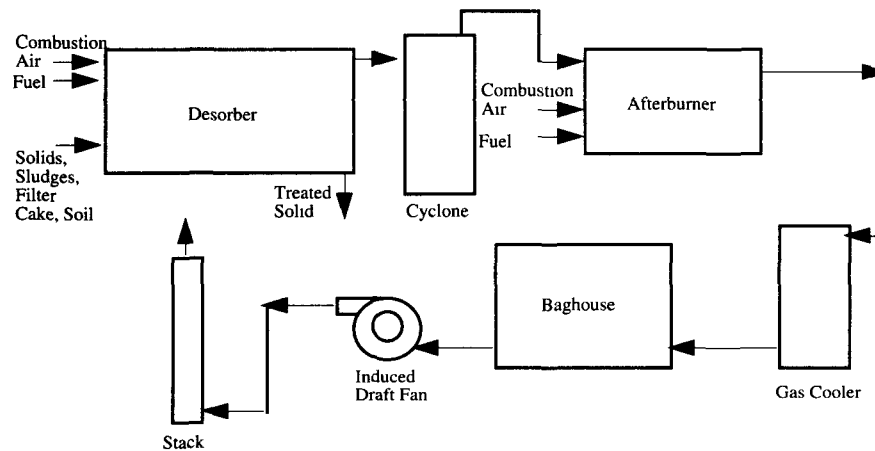 Combustion
Air
Fuel
Desorber
Solids,
Sludges,
Filter
Cake, Soil
Treated
Solid
Cyclone
Combustion
Air
Fuel
Afterburner
Baghouse
Gas Cooler
Induced
Draft Fan
Stack